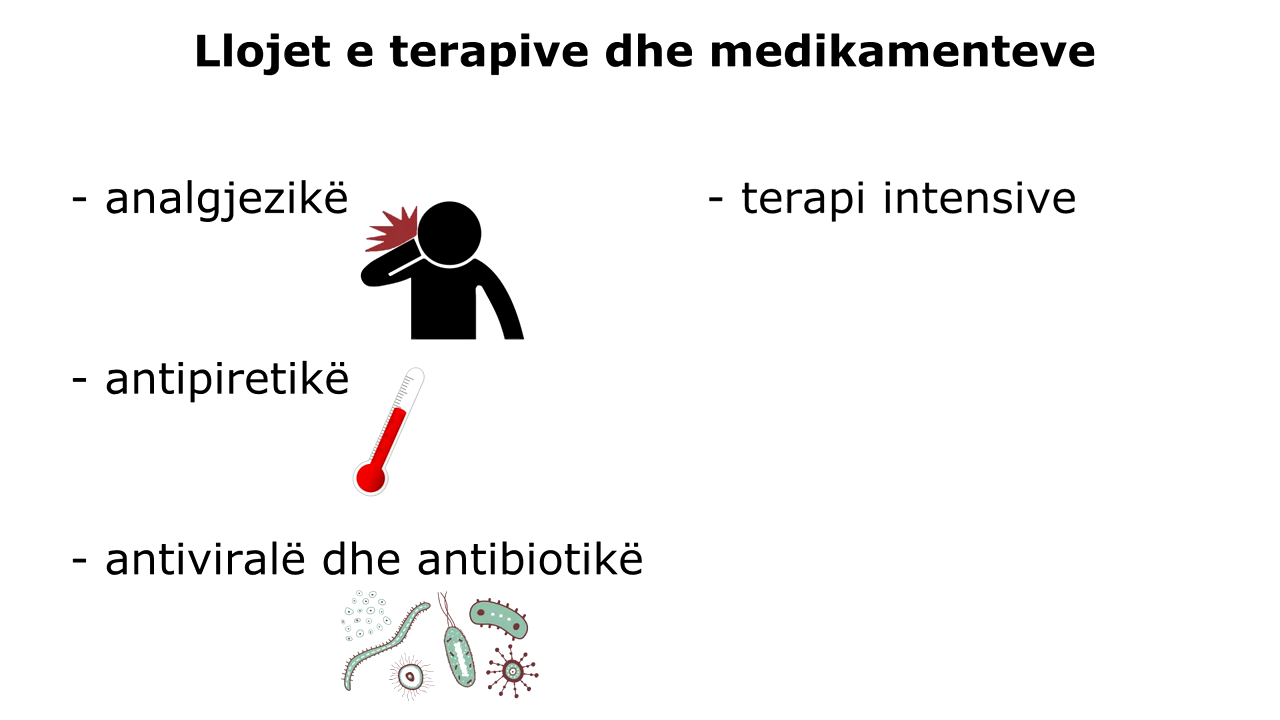 Llojet e terapive dhe medikamenteve
- analgjezikë
- antipiretikë
- antiviralë dhe antibiotikë
- terapi intensive